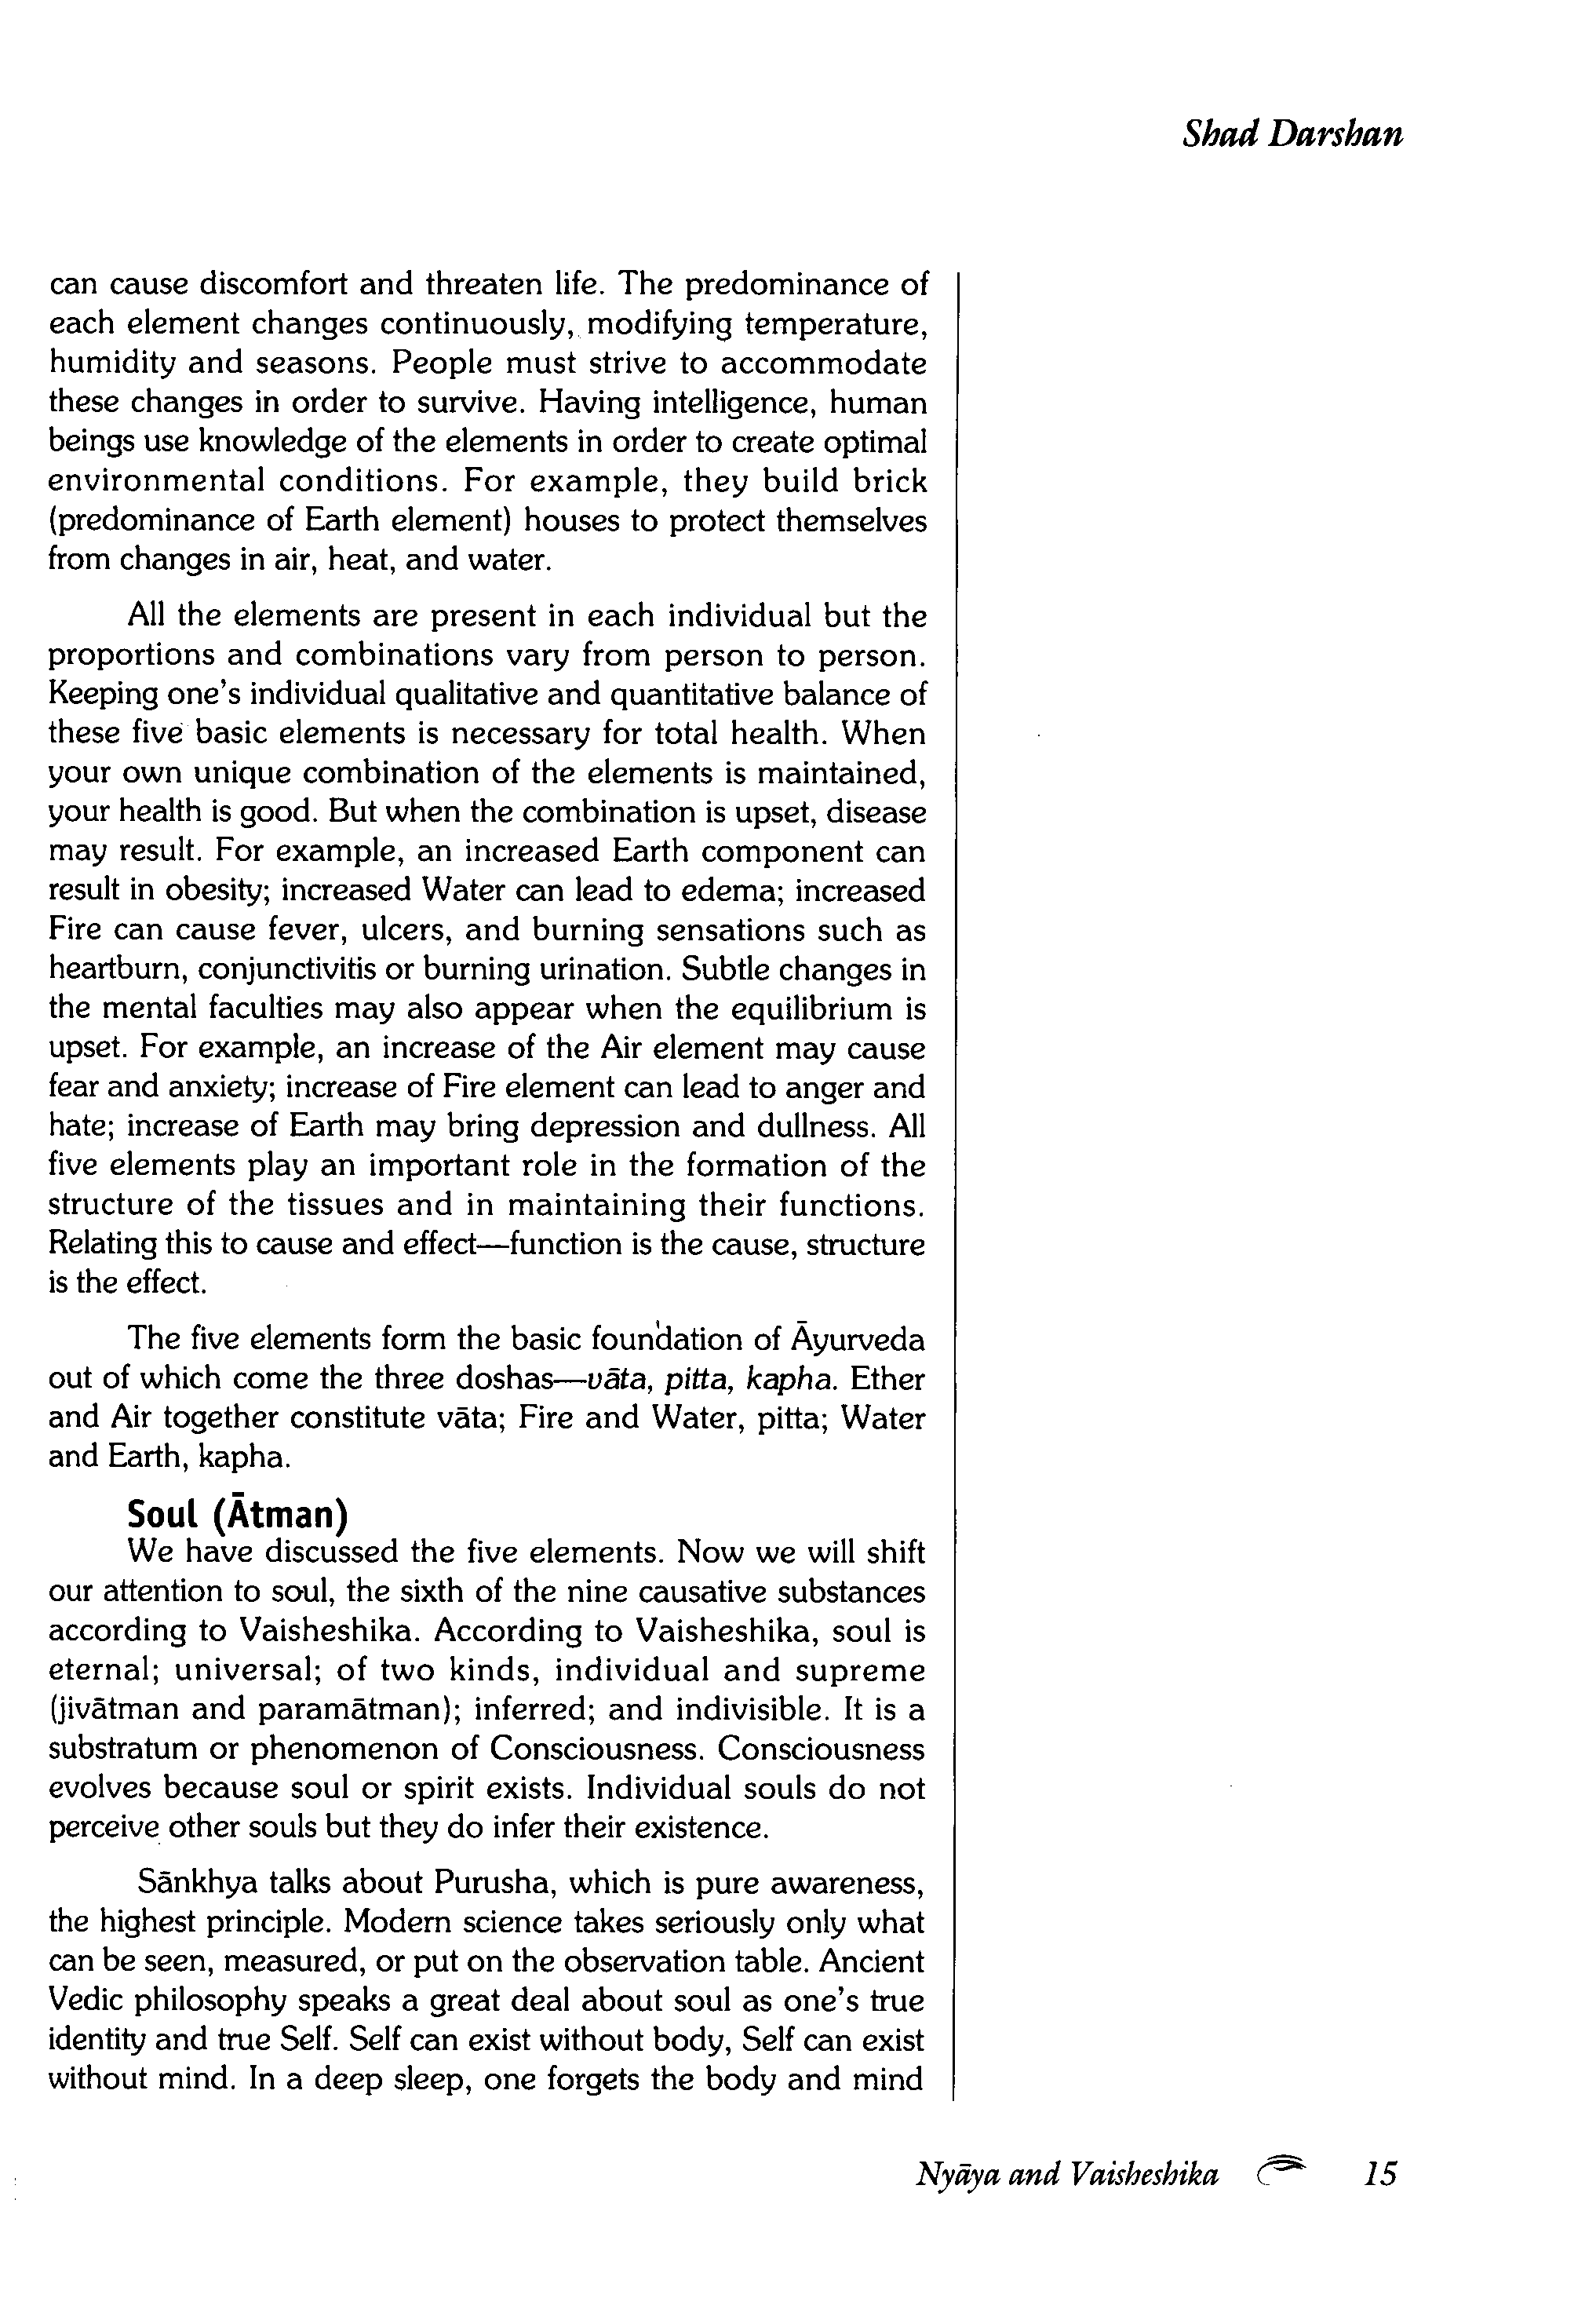 Shad Darshan
can cause discomfort and threaten life. The predominance of
each element changes continuously, modifying temperature,
humidity and seasons. People must strive to accommodate
these changes in order to survive. Having intelligence, human
beings use knowledge of the elements in order to create optimal
environmental conditions. For example, they build brick
(predominance of Earth element) houses to protect themselves
from changes in air, heat, and water.
All the elements are present in each individual but the
proportions and combinations vary from person to person.
Keeping one's individual qualitative and quantitative balance of
these five basic elements is necessary for total health. When
your own unique combination of the elements is maintained,
your health is good. But when the combination is upset, disease
may result. For example, an increased Earth component can
result in obesity; increased Water can lead to edema; increased
Fire can cause fever, ulcers, and burning sensations such as
heartburn, conjunctivitis or burning urination. Subtle changes in
the mental faculties may also appear when the equilibrium is
upset. For example, an increase of the Air element may cause
fear and anxiety; increase of Fire element can lead to anger and
hate; increase of Earth may bring depression and dullness. All
five elements play an important role in the formation of the
structure of the tissues and in maintaining their functions.
Relating this to cause and effect—function is the cause, structure
is the effect.
The five elements form the basic foundation of Āyurveda
out of which come the three doshas—vāta, pitta, kapha. Ether
and Air together constitute vāta; Fire and Water, pitta; Water
and Earth, kapha.
Soul (Ātman)
We have discussed the five elements. Now we will shift
our attention to soul, the sixth of the nine causative substances
according to Vaisheshika. According to Vaisheshika, soul is
eternal; universal; of two kinds, individual and supreme
(jivātman and paramātman); inferred; and indivisible. It is a
substratum or phenomenon of Consciousness. Consciousness
evolves because soul or spirit exists. Individual souls do not
perceive other souls but they do infer their existence.
Sānkhya talks about Purusha, which is pure awareness,
the highest principle. Modern science takes seriously only what
can be seen, measured, or put on the observation table. Ancient
Vedic philosophy speaks a great deal about soul as one's true
identity and true Self. Self can exist without body, Self can exist
without mind. In a deep sleep, one forgets the body and mind
Nyāya and Vaisheshika 15